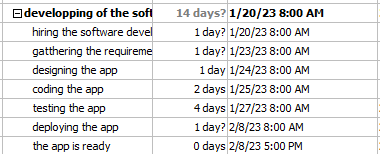 developping of the soft 14 days? 1/20/23 8:00 AM
hiring the software devel 1 day? 1/20/23 8:00 AM
gatthering the requireme 1 day? 1/23/23 8:00 AM
designing the app 1 day 1/24/23 8:00 AM
coding the app 2 days 1/25/23 8:00 AM
testing the app 4 days 1/27/23 8:00 AM
deploying the app 1 day? 2/8/23 8:00 AM
the app is ready 0 days 2/8/23 5:00 PM